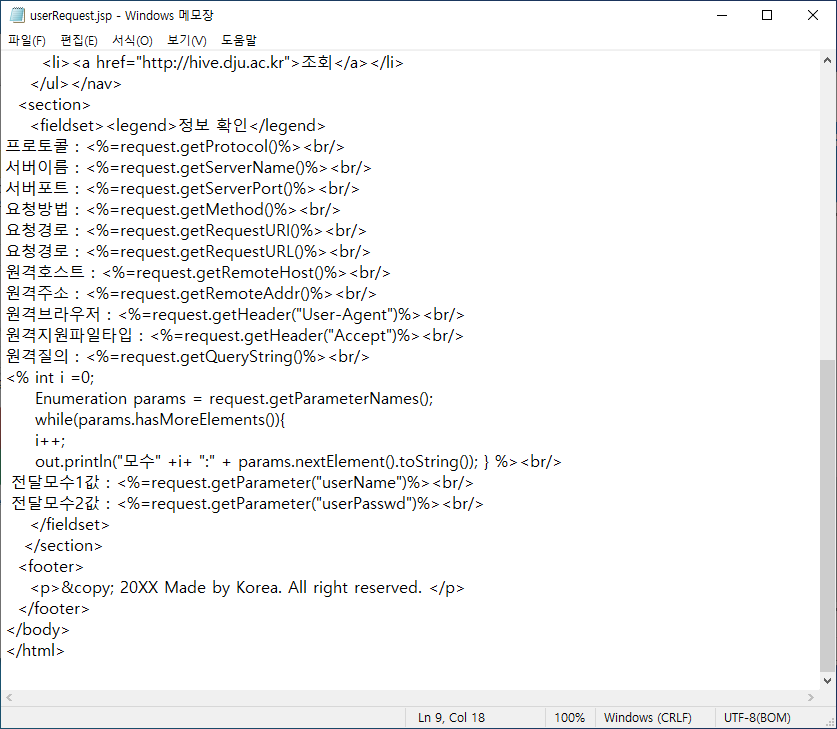 userRequest.jsp - Windows 메모장
파일(F) 편집(E) 서식(O) 보기(V) 도움말
<li><a href="http://hive.dju.ac.kr">조회</a></li>
</ul></nav>
<section>
<fieldset><legend>정보 확인</legend>
프로토콜 : <%=request.getProtocol()%><br/>
서버이름 : <%=request.getServerName()%><br/>
서버포트 : <%=request.getServerPort()%><br/>
요청방법 : <%=request.getMethod()%><br/>
요청경로 : <%=request.getRequestURI()%><br/>
요청경로 : <%=request.getRequestURL()%><br/>
원격호스트 : <%=request.getRemoteHost()%><br/>
원격주소 : <%=request.getRemoteAddr()%><br/>
원격브라우저 : <%=request.getHeader("User-Agent")%><br/>
원격지원파일타입 : <%=request.getHeader("Accept")%><br/>
원격질의 : <%=request.getQueryString()%><br/>
<% int i =0;
Enumeration params = request.getParameterNames();
while(params.hasMoreElements()){
i++;
out.println("모수" +i+ ":" + params.nextElement().toString()); } %><br/>
전달모수1값 : <%=request.getParameter("userName")%><br/>
전달모수2값 : <%=request.getParameter("userPasswd")%><br/>
</fieldset>
</section>
<footer>
<p>&copy; 20XX Made by Korea. All right reserved. </p>
</footer>
</body>
</html>
Ln 9, Col 18 100% Windows (CRLF) UTF-8(BOM)